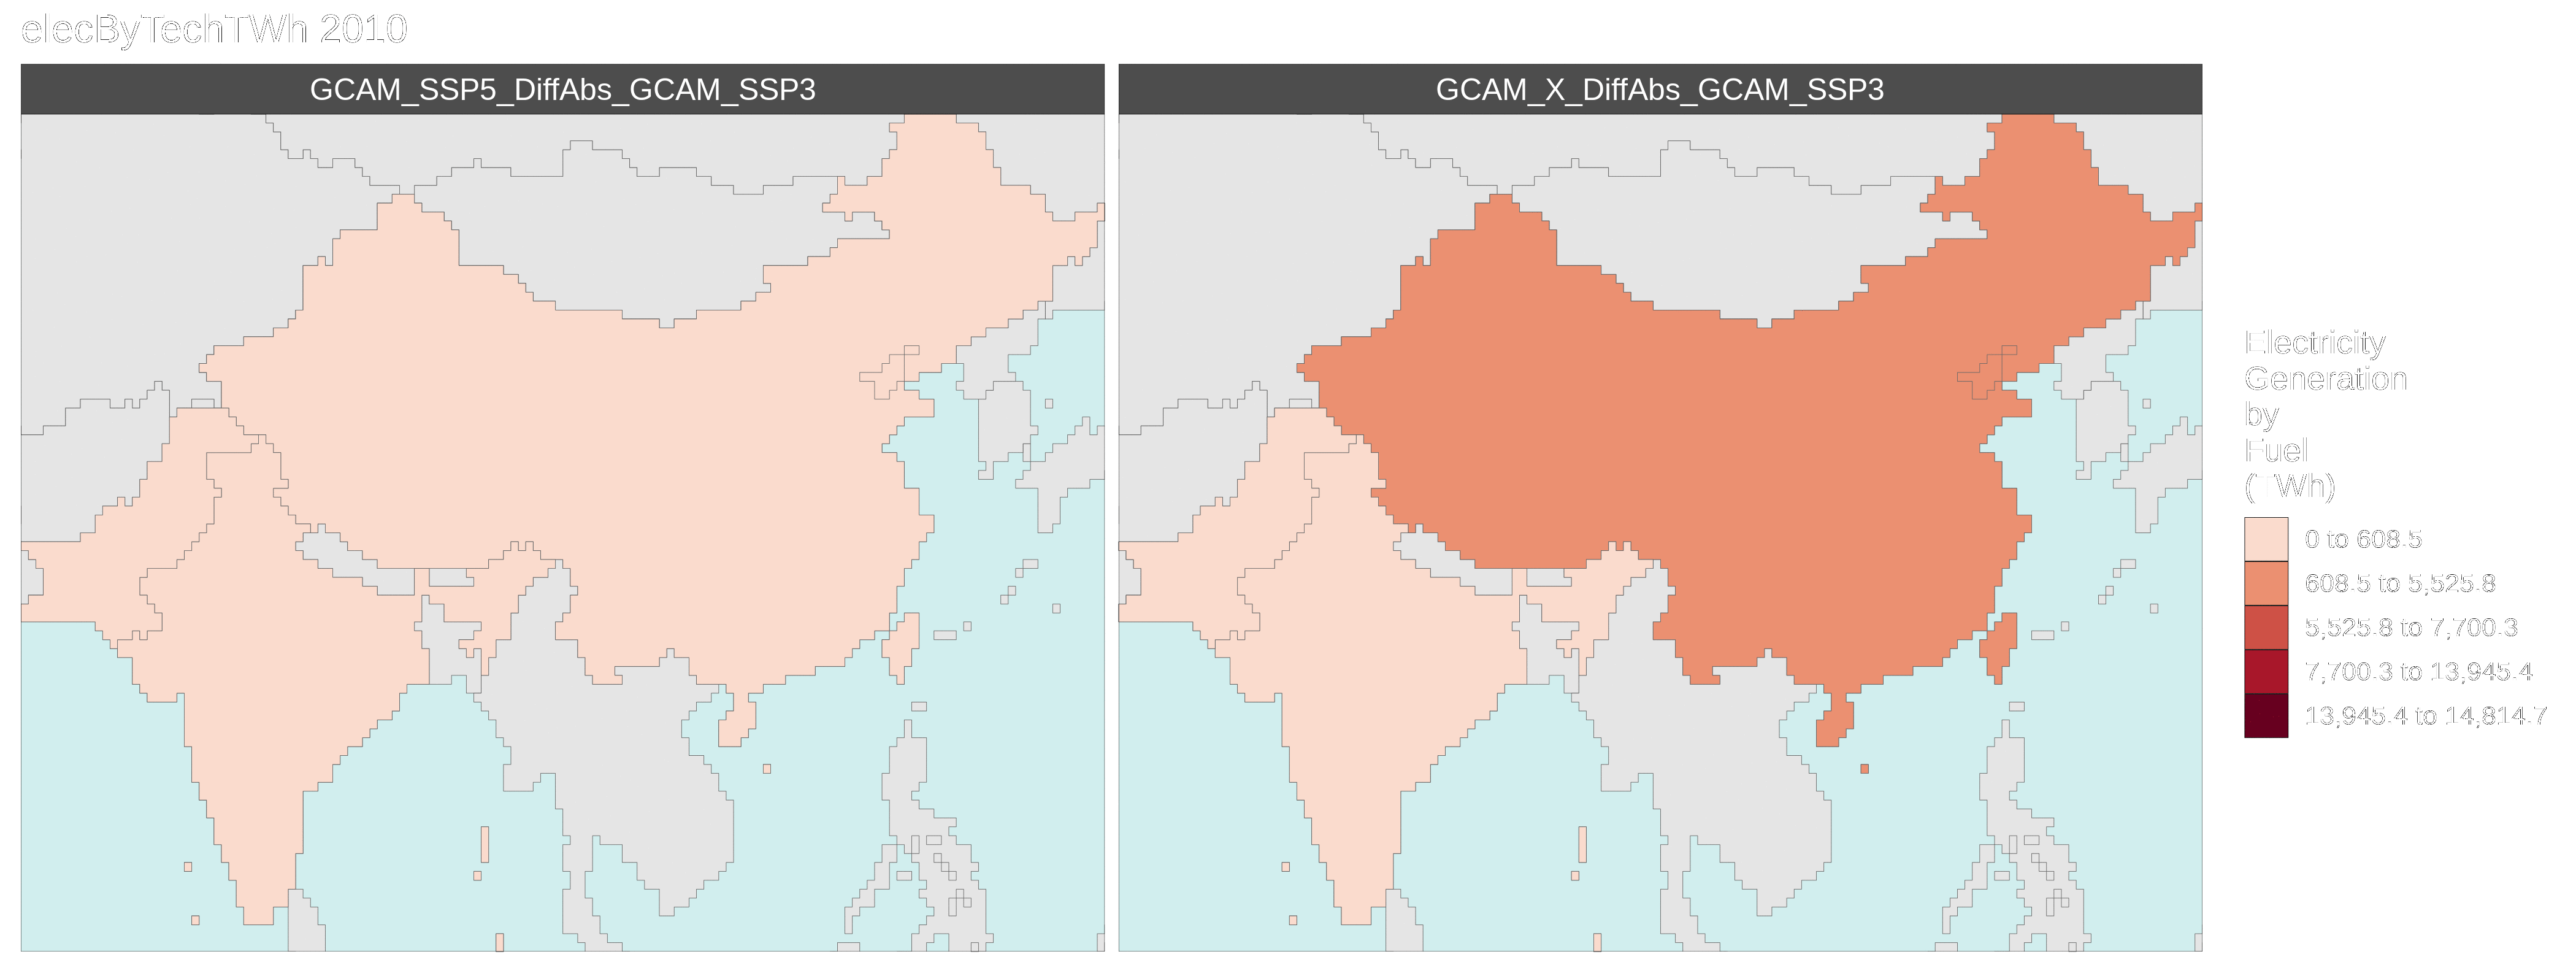 elecByTechTWh 2010
GCAM_SSP5_DiffAbs_GCAM_SSP3
GCAM_X_DiffAbs_GCAM_SSP3
Electricity
Generation
by
Fuel
(TWh)
0 to 608.5
608.5 to 5,525.8
5,525.8 to 7,700.3
7,700.3 to 13,945.4
13,945.4 to 14,814.7